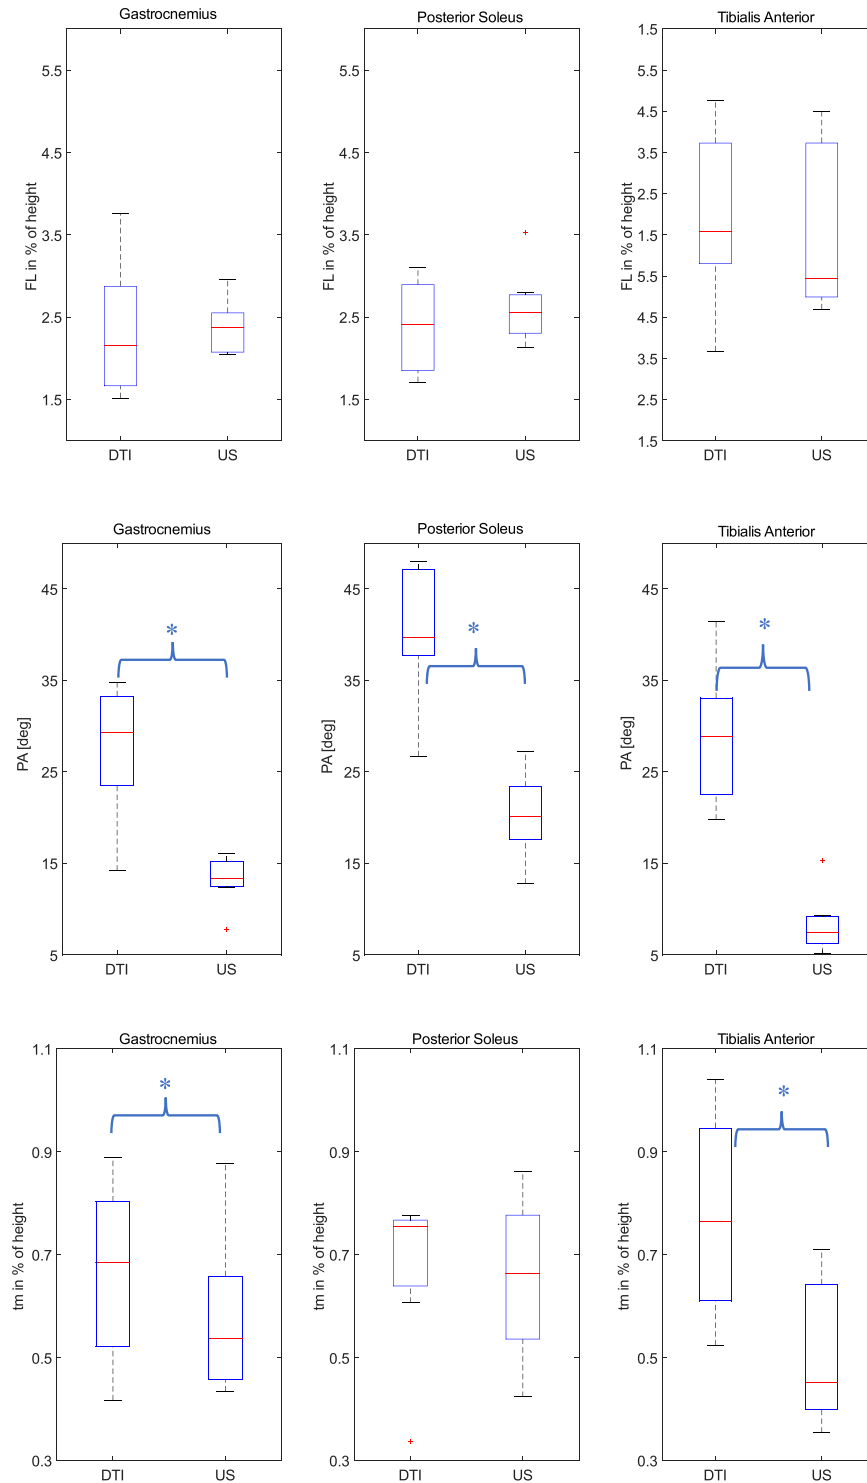 Gastrocnemius
Posterior Soleus
Tibialis Anterior
FL in % of height
5.5
4.5
3.5
2.5
1.5
DTI
US
FL in % of height
5.5
4.5
3.5
2.5
1.5
DTI
US
FL in % of height
1.5
4.5
3.5
2.5
1.5
5.5
4.5
3.5
2.5
1.5
DTI
US
Gastrocnemius
Posterior Soleus
Tibialis Anterior
PA [deg]
45
35
25
15
5
*
DTI
US
PA [deg]
45
35
25
15
5
*
DTI
US
PA [deg]
45
35
25
15
5
*
DTI
US
Gastrocnemius
Posterior Soleus
Tibialis Anterior
tm in % of height
1.1
0.9
0.7
0.5
0.3
*
DTI
US
tm in % of height
1.1
0.9
0.7
0.5
0.3
DTI
US
tm in % of height
1.1
0.9
0.7
0.5
0.3
*
DTI
US